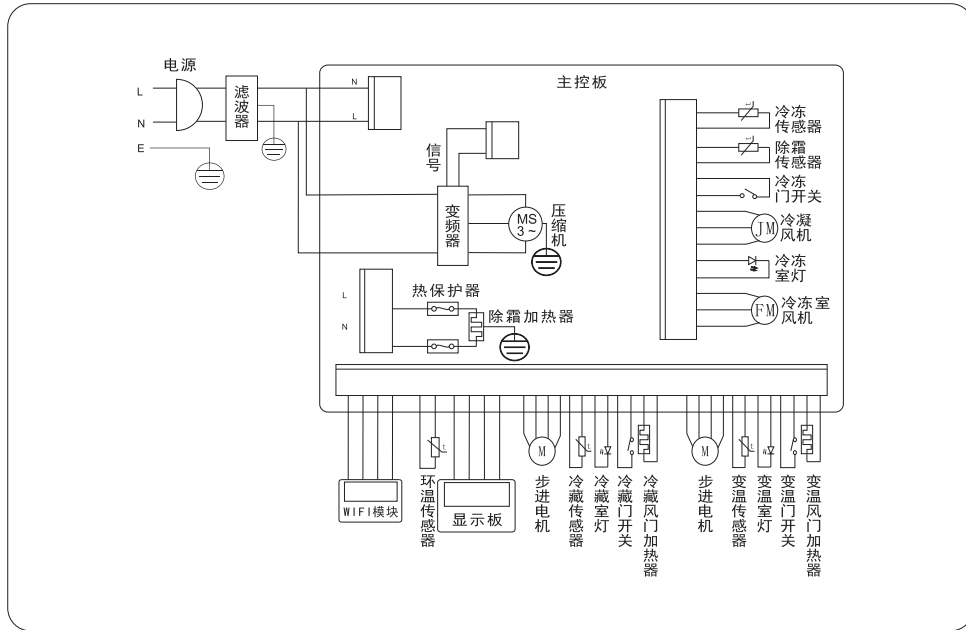 电源
主控板
L
N
E
滤波器
N
L
信号
变频器
MS
3～
压缩机
L
N
热保护器
除霜加热器
冷冻
传感器
除霜
传感器
冷冻
门开关
JM
冷凝
风机
冷冻
室灯
FM
冷冻室
风机
WIFI模块
t
环温传感器
显示板
M
步进电机
t
冷藏传感器
冷藏室灯
冷藏门开关
冷藏风门加热器
M
步进电机
t
变温传感器
变温室灯
变温门开关
变温风门加热器